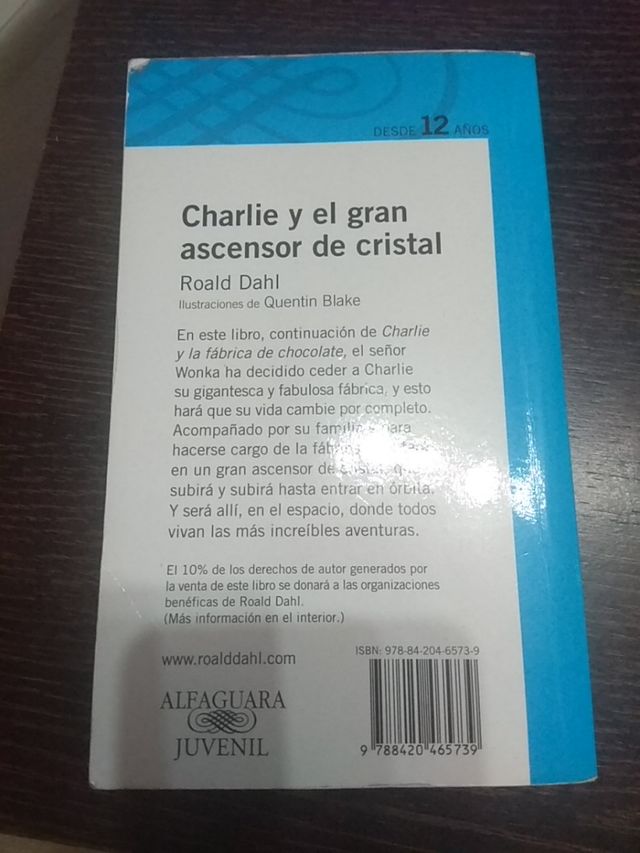 DESDE 12 AÑOS
Charlie y el gran
ascensor de cristal
Roald Dahl
Ilustraciones de Quentin Blake
En este libro, continuación de Charlie
y la fábrica de chocolate, el señor
Wonka ha decidido ceder a Charlie
su gigantesca y fabulosa fábrica, y esto
hará que su vida cambie por completo.
Acompañado por su familia para
hacerse cargo de la
en un gran ascensor de cristal, que
subirá y subirá hasta entrar en órbita.
Y será allí, en el espacio, donde todos
vivan las más increíbles aventuras.
El 10% de los derechos de autor generados por
la venta de este libro se donará a las organizaciones
benéficas de Roald Dahl.
(Más información en el interior.)
www.roalddahl.com
ISBN: 978-84-204-6573-9
ALFAGUARA
JUVENIL
9 788420 465739